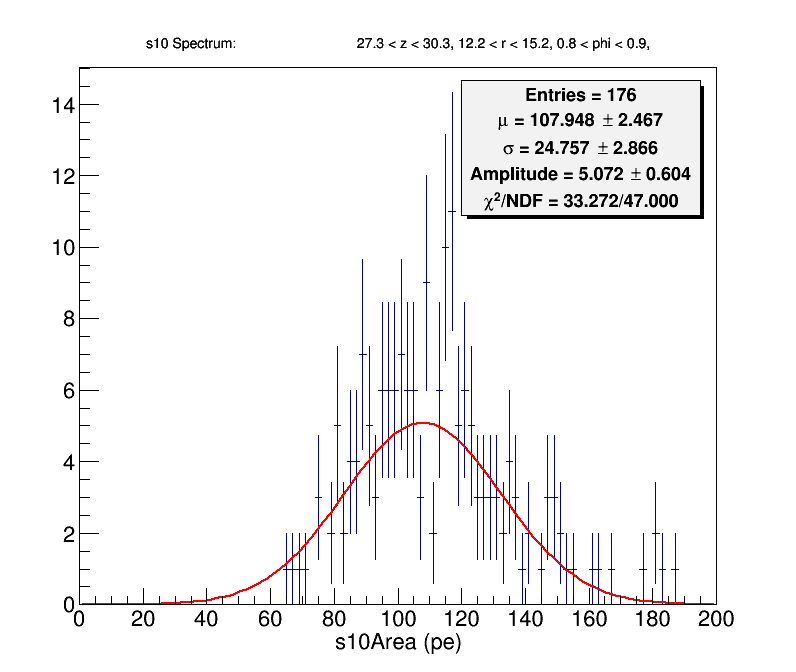 s10 Spectrum: 27.3 < z < 30.3, 12.2 < r < 15.2, 0.8 < phi < 0.9,
Entries = 176
μ = 107.948 ± 2.467
σ = 24.757 ± 2.866
Amplitude = 5.072 ± 0.604
χ²/NDF = 33.272/47.000
14
12
10
8
6
4
2
0
0 20 40 60 80 100 120 140 160 180 200
s10Area (pe)